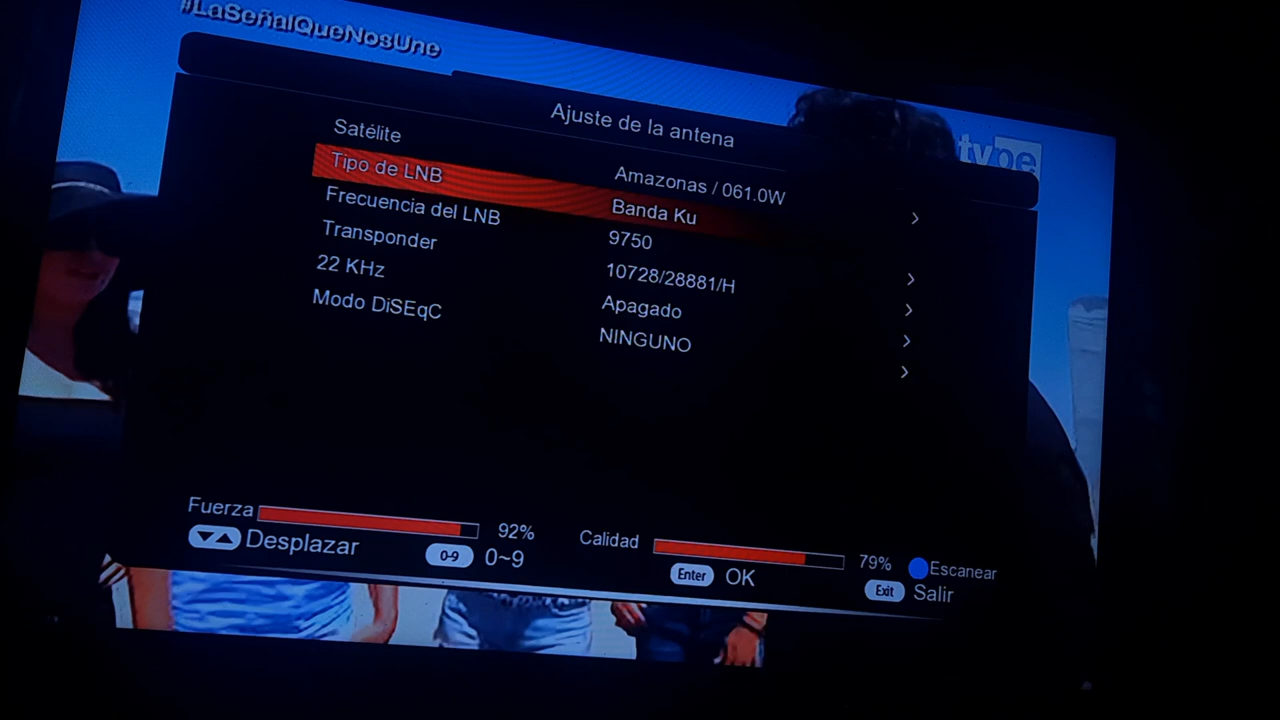 #LaSeñalQueNosUne
Ajuste de la antena
tvpe
Satélite Amazonas / 061.0W
Tipo de LNB Banda Ku
Frecuencia del LNB 9750
Transponder 10728/28881/H
22 KHz Apagado
Modo DiSEqC NINGUNO
Fuerza 92% Calidad 79% Escanear
Desplazar 0-9 0~9 Enter OK Exit Salir